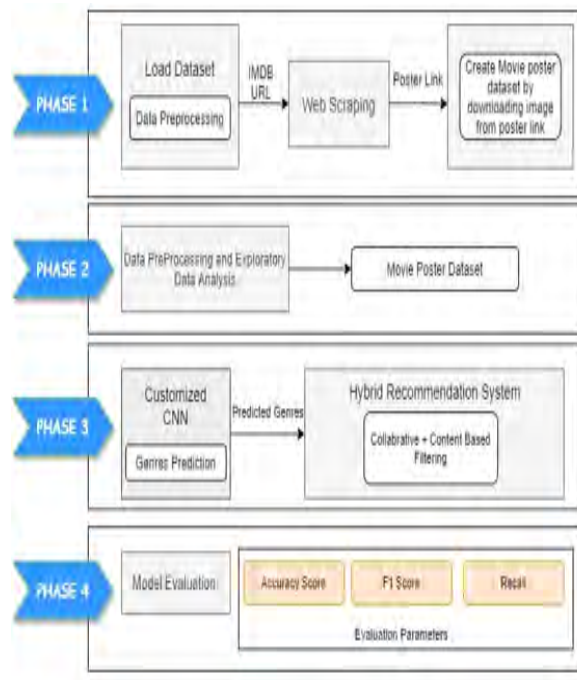 PHASE 1
Load Dataset
Data Preprocessing
IMDB
URL
Web Scraping
Poster Link
Create Movie poster
dataset by
downloading image
from poster link
PHASE 2
Data PreProcessing and Exploratory
Data Analysis
Movie Poster Dataset
PHASE 3
Customized
CNN
Genres Prediction
Predicted Genres
Hybrid Recommendation System
Collabrative + Content Based
Filtering
PHASE 4
Model Evaluation
Accuracy Score
F1 Score
Recall
Evaluation Parameters